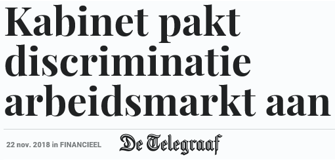 Kabinet pakt
discriminatie
arbeidsmarkt aan
22 nov. 2018 in FINANCIEEL De Telegraaf